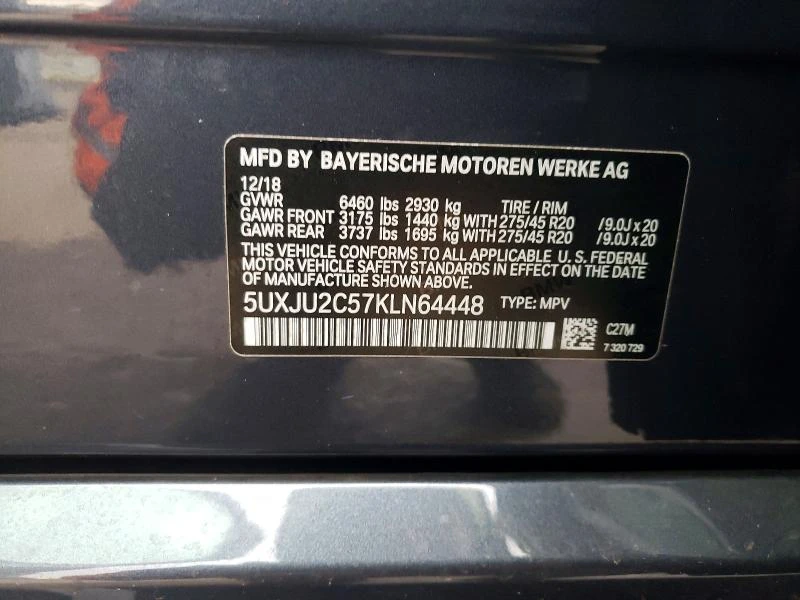 MFD BY BAYERISCHE MOTOREN WERKE AG
12/18
GVWR 6460 lbs 2930 kg TIRE / RIM
GAWR FRONT 3175 lbs 1440 kg WITH 275/45 R20 /9.0J x 20
GAWR REAR 3737 lbs 1695 kg WITH 275/45 R20 /9.0J x 20
THIS VEHICLE CONFORMS TO ALL APPLICABLE U. S. FEDERAL
MOTOR VEHICLE SAFETY STANDARDS IN EFFECT ON THE DATE
OF MANUFACTURE SHOWN ABOVE.
5UXJU2C57KLN64448 TYPE: MPV
C27M
7 320 729